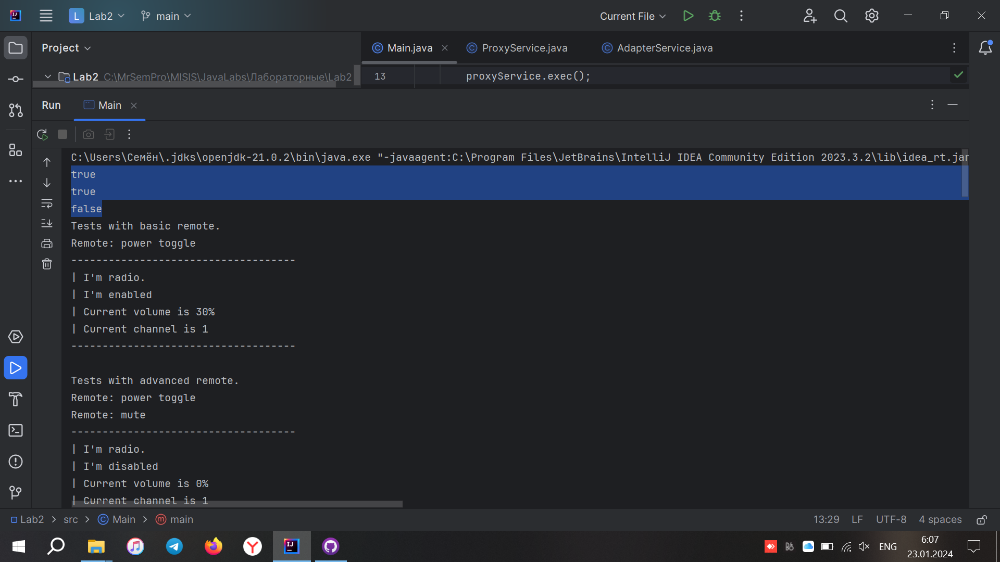 L Lab2 main Current File
Project Main.java ProxyService.java AdapterService.java
Lab2 C:\MrSemPro\MISIS\JavaLabs\Лабораторные\Lab2 13 proxyService.exec();
Run Main
C:\Users\Семён\.jdks\openjdk-21.0.2\bin\java.exe "-javaagent:C:\Program Files\JetBrains\IntelliJ IDEA Community Edition 2023.3.2\lib\idea_rt.jar
true
true
false
Tests with basic remote.
Remote: power toggle
------------------------------------
| I'm radio.
| I'm enabled
| Current volume is 30%
| Current channel is 1
------------------------------------
Tests with advanced remote.
Remote: power toggle
Remote: mute
------------------------------------
| I'm radio.
| I'm disabled
| Current volume is 0%
| Current channel is 1
Lab2 src Main main 13:29 LF UTF-8 4 spaces
ENG 6:07
23.01.2024